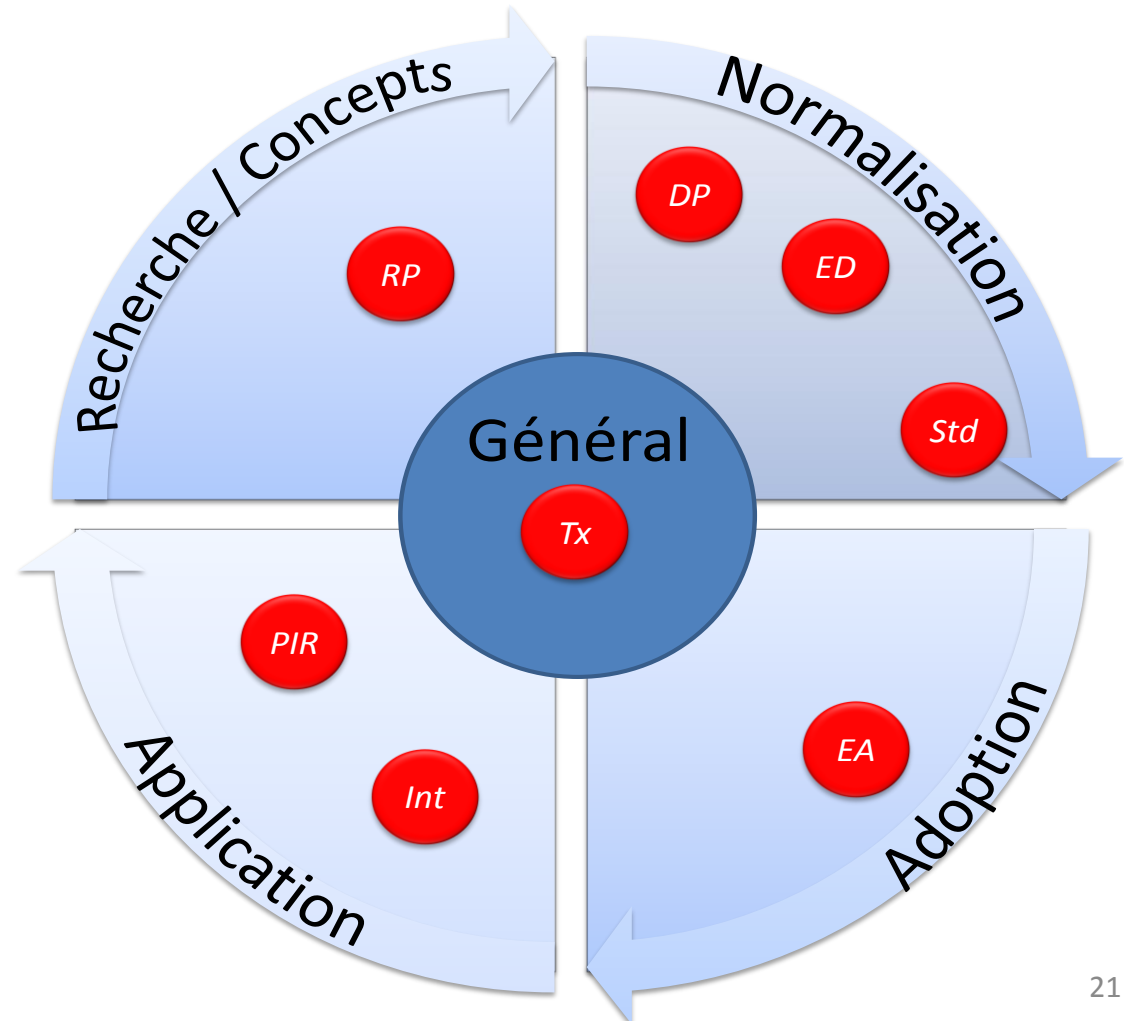 Recherche / Concepts
RP
Normalisation
DP
ED
Std
Général
Tx
PIR
Int
Application
EA
Adoption
21